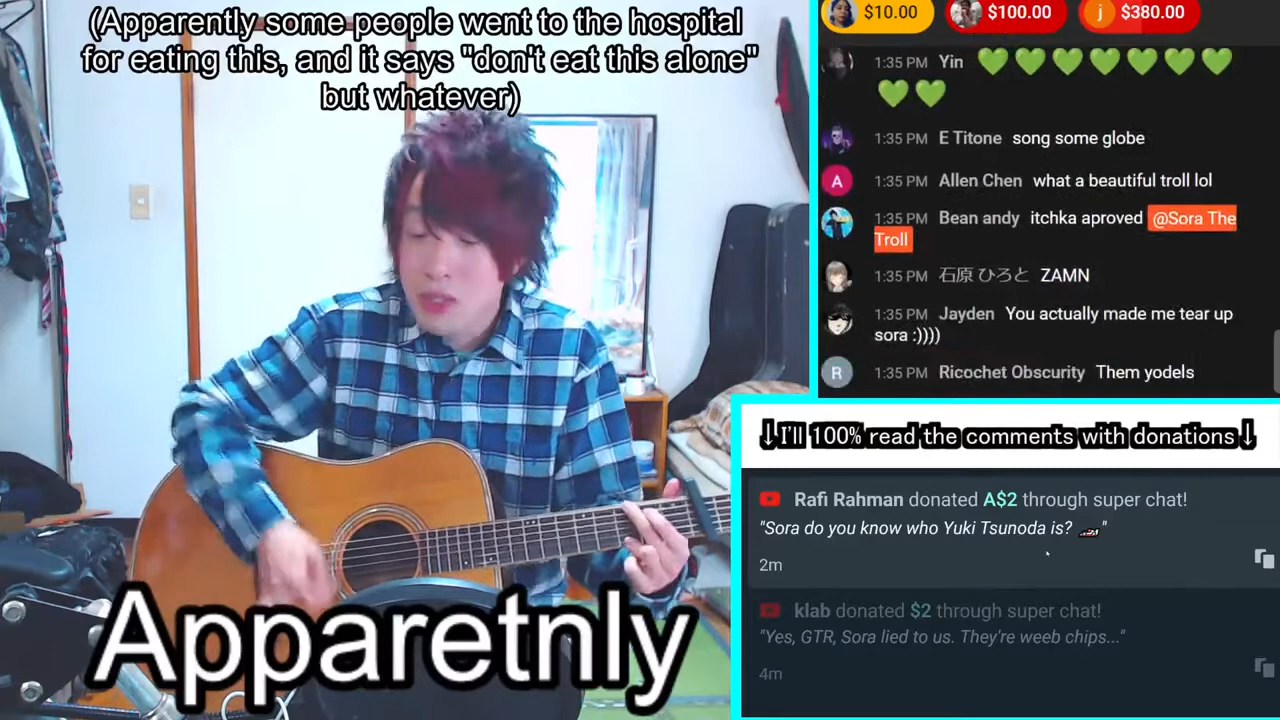 (Apparently some people went to the hospital
for eating this, and it says "don't eat this alone"
but whatever)
Apparetnly
$10.00 $100.00 j $380.00
1:35 PM Yin 💚💚💚💚💚💚💚
💚💚
1:35 PM E Titone song some globe
A 1:35 PM Allen Chen what a beautiful troll lol
1:35 PM Bean andy itchka aproved @Sora The
Troll
1:35 PM 石原 ひろと ZAMN
1:35 PM Jayden You actually made me tear up
sora :))))
R 1:35 PM Ricochet Obscurity Them yodels
↓I'll 100% read the comments with donations↓
Rafi Rahman donated A$2 through super chat!
"Sora do you know who Yuki Tsunoda is? 🏎️"
2m
klab donated $2 through super chat!
"Yes, GTR, Sora lied to us. They're weeb chips..."
4m